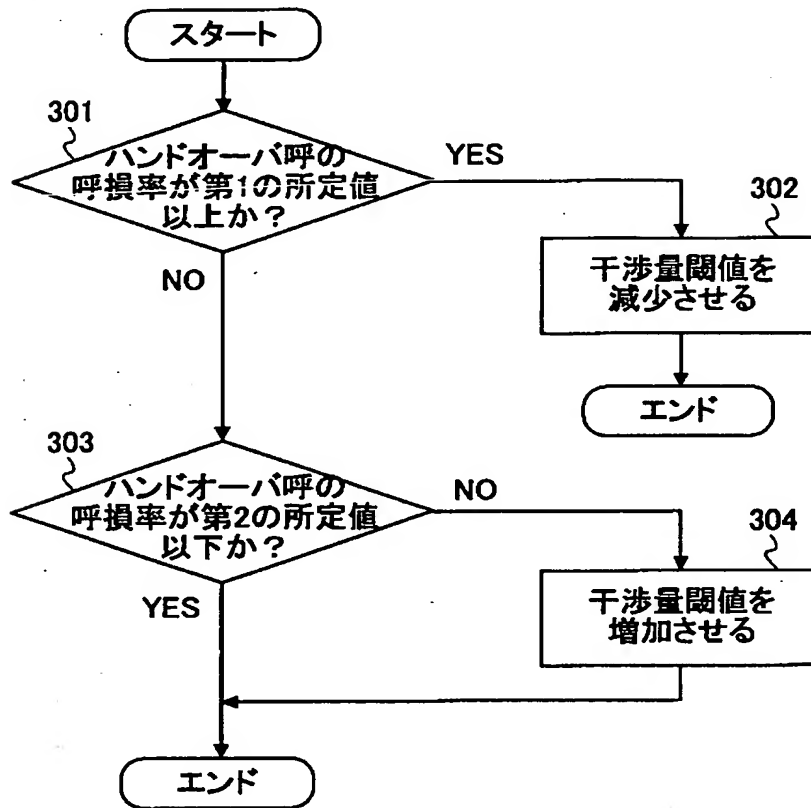 スタート
301
ハンドオーバ呼の
呼損率が第1の所定値
以上か?
YES
302
干渉量閾値を
減少させる
NO
エンド
303
ハンドオーバ呼の
呼損率が第2の所定値
以下か?
NO
304
干渉量閾値を
増加させる
YES
エンド